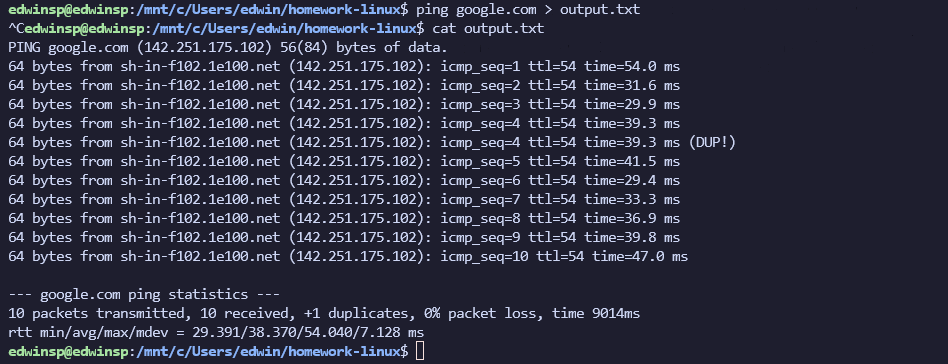 edwinsp@edwinsp:/mnt/c/Users/edwin/homework-linux$ ping google.com > output.txt
^Cedwinsp@edwinsp:/mnt/c/Users/edwin/homework-linux$ cat output.txt
PING google.com (142.251.175.102) 56(84) bytes of data.
64 bytes from sh-in-f102.1e100.net (142.251.175.102): icmp_seq=1 ttl=54 time=54.0 ms
64 bytes from sh-in-f102.1e100.net (142.251.175.102): icmp_seq=2 ttl=54 time=31.6 ms
64 bytes from sh-in-f102.1e100.net (142.251.175.102): icmp_seq=3 ttl=54 time=29.9 ms
64 bytes from sh-in-f102.1e100.net (142.251.175.102): icmp_seq=4 ttl=54 time=39.3 ms
64 bytes from sh-in-f102.1e100.net (142.251.175.102): icmp_seq=4 ttl=54 time=39.3 ms (DUP!)
64 bytes from sh-in-f102.1e100.net (142.251.175.102): icmp_seq=5 ttl=54 time=41.5 ms
64 bytes from sh-in-f102.1e100.net (142.251.175.102): icmp_seq=6 ttl=54 time=29.4 ms
64 bytes from sh-in-f102.1e100.net (142.251.175.102): icmp_seq=7 ttl=54 time=33.3 ms
64 bytes from sh-in-f102.1e100.net (142.251.175.102): icmp_seq=8 ttl=54 time=36.9 ms
64 bytes from sh-in-f102.1e100.net (142.251.175.102): icmp_seq=9 ttl=54 time=39.8 ms
64 bytes from sh-in-f102.1e100.net (142.251.175.102): icmp_seq=10 ttl=54 time=47.0 ms

--- google.com ping statistics ---
10 packets transmitted, 10 received, +1 duplicates, 0% packet loss, time 9014ms
rtt min/avg/max/mdev = 29.391/38.370/54.040/7.128 ms
edwinsp@edwinsp:/mnt/c/Users/edwin/homework-linux$